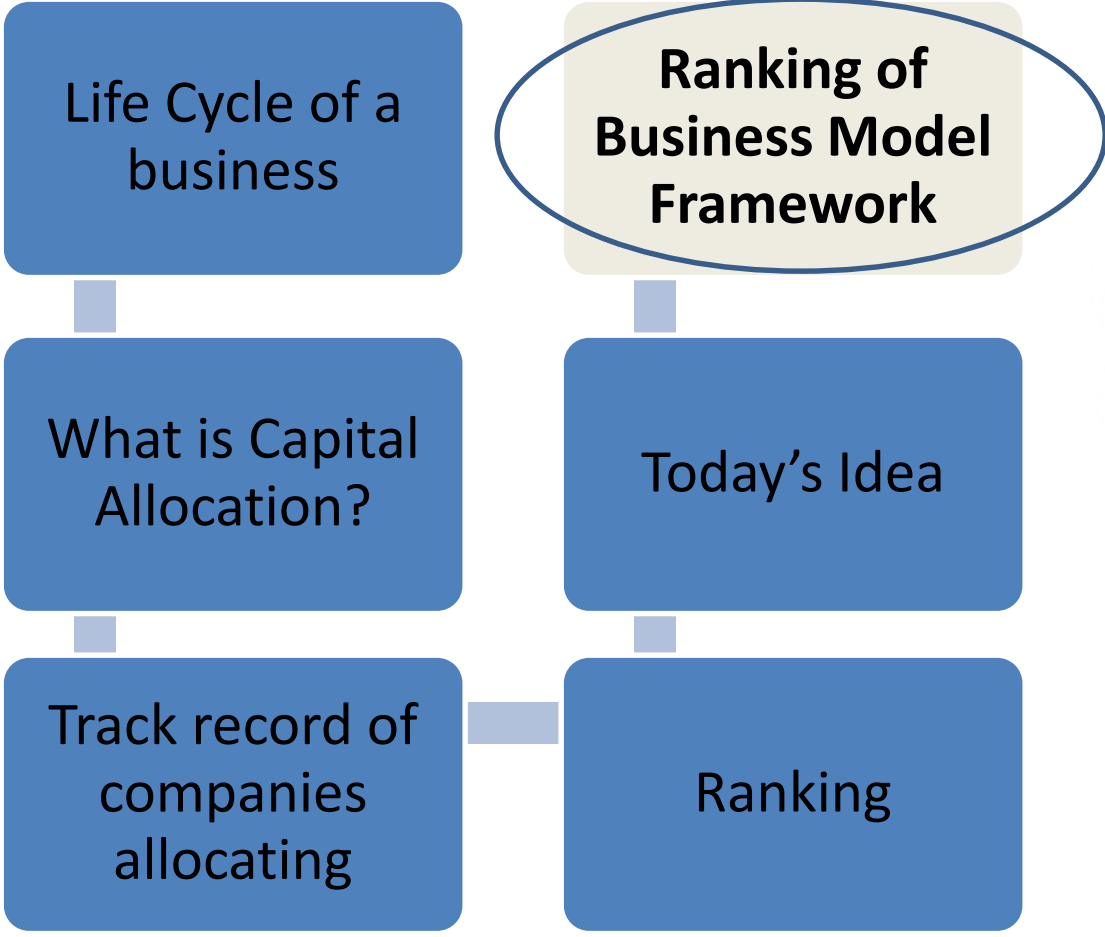 Life Cycle of a
business
What is Capital
Allocation?
Track record of
companies
allocating
Ranking
Today’s Idea
Ranking of
Business Model
Framework